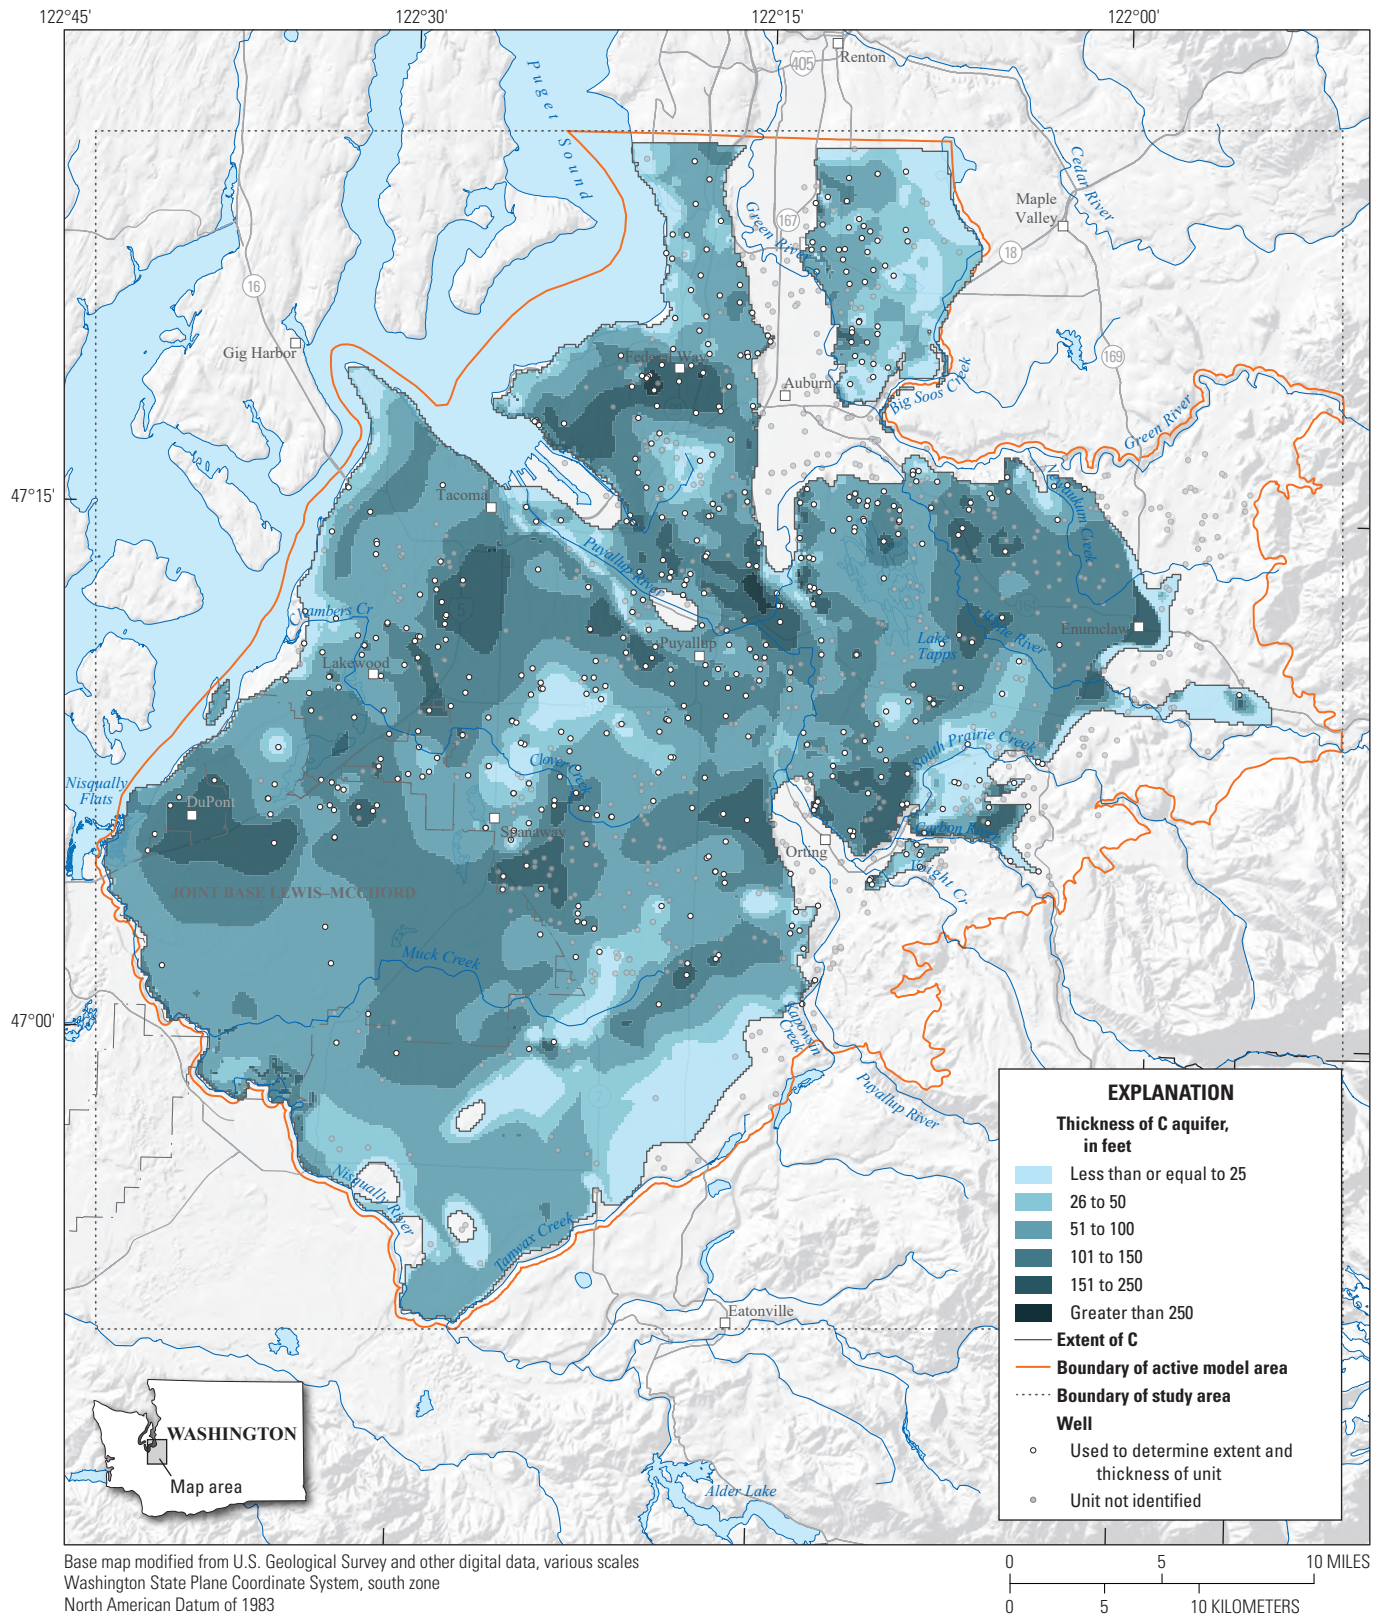 122°45'
122°30'
122°15'
122°00'
Puget Sound
405
Renton
Cedar River
Maple
Valley
167
Green River
18
16
Gig Harbor
169
Federal Way
Auburn
Big Soos Creek
Green River
47°15'
Tacoma
Newaukum Creek
Puyallup River
5
Chambers Cr
White River
Enumclaw
Lake
Tapps
Puyallup
Lakewood
South Prairie Creek
Clover Creek
Nisqually
Flats
DuPont
Spanaway
Carbon River
Orting
Voight Cr
JOINT BASE LEWIS–MCCHORD
Muck Creek
47°00'
Kapowsin
Creek
Puyallup River
7
Nisqually River
Tanwax Creek
Eatonville
Alder Lake
EXPLANATION
Thickness of C aquifer,
in feet
Less than or equal to 25
26 to 50
51 to 100
101 to 150
151 to 250
Greater than 250
Extent of C
Boundary of active model area
Boundary of study area
Well
Used to determine extent and
thickness of unit
Unit not identified
WASHINGTON
Map area
Base map modified from U.S. Geological Survey and other digital data, various scales
Washington State Plane Coordinate System, south zone
North American Datum of 1983
0 5 10 MILES
0 5 10 KILOMETERS